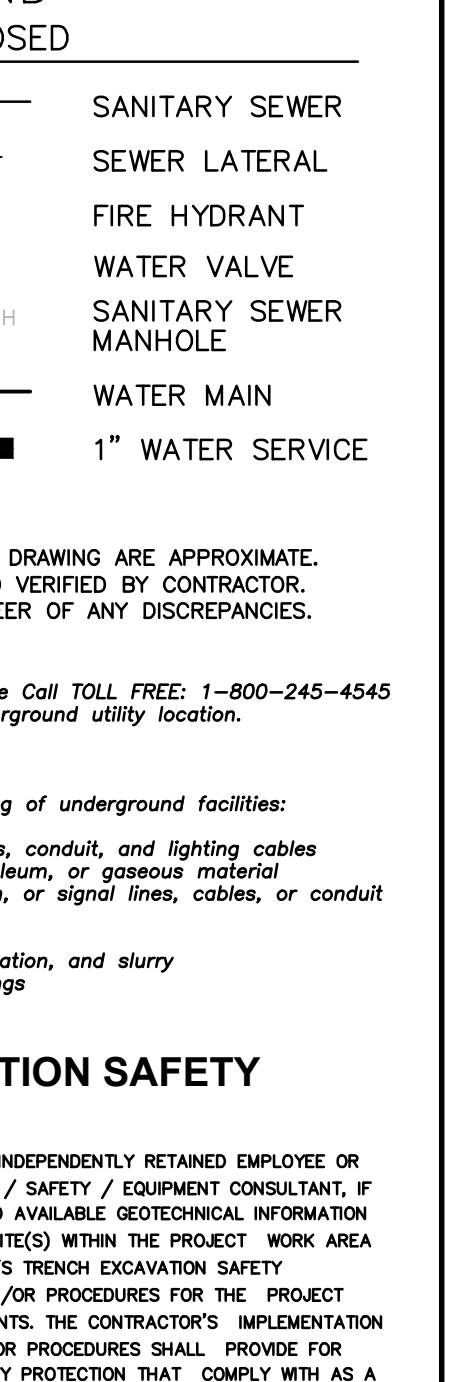 OSED
SANITARY SEWER
SEWER LATERAL
FIRE HYDRANT
WATER VALVE
H SANITARY SEWER
MANHOLE
WATER MAIN
1" WATER SERVICE
DRAWING ARE APPROXIMATE.
VERIFIED BY CONTRACTOR.
EER OF ANY DISCREPANCIES.
e Call TOLL FREE: 1-800-245-4545
rground utility location.
g of underground facilities:
s, conduit, and lighting cables
leum, or gaseous material
, or signal lines, cables, or conduit
ation, and slurry
ngs
TION SAFETY
INDEPENDENTLY RETAINED EMPLOYEE OR
/ SAFETY / EQUIPMENT CONSULTANT, IF
AVAILABLE GEOTECHNICAL INFORMATION
ITE(S) WITHIN THE PROJECT WORK AREA
'S TRENCH EXCAVATION SAFETY
/OR PROCEDURES FOR THE PROJECT
NTS. THE CONTRACTOR'S IMPLEMENTATION
OR PROCEDURES SHALL PROVIDE FOR
Y PROTECTION THAT COMPLY WITH AS A